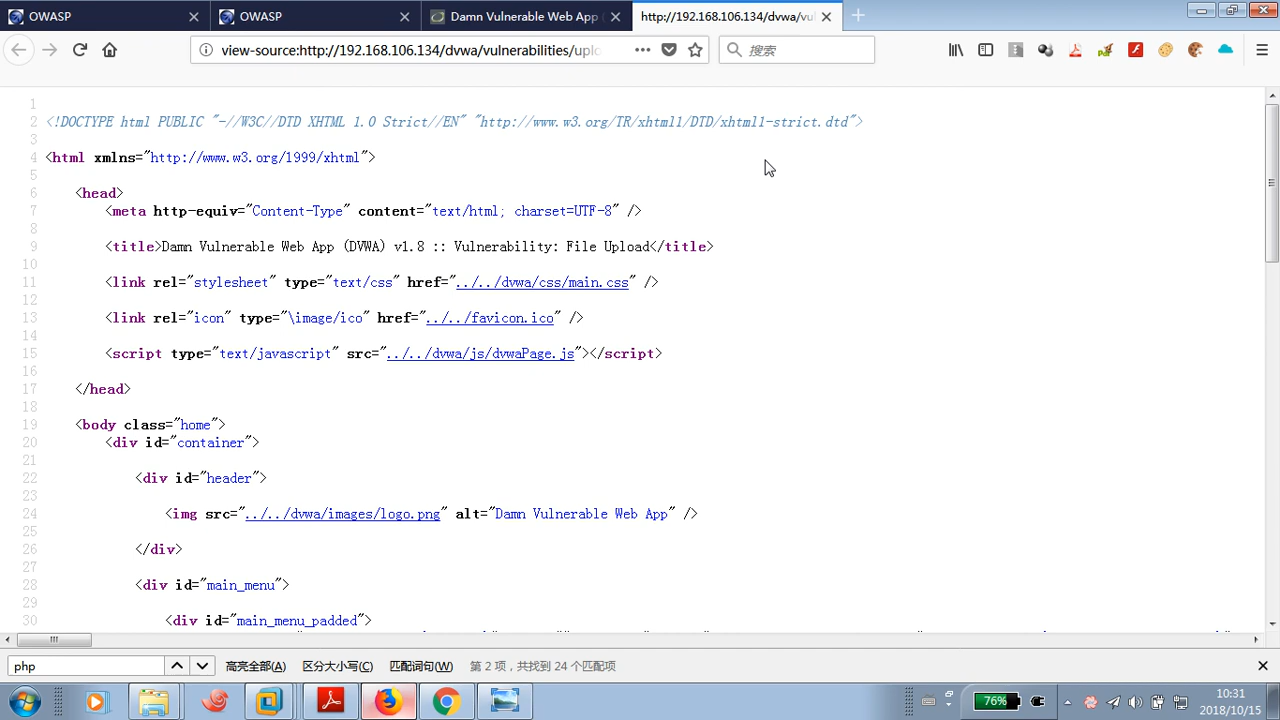 OWASP
OWASP
Damn Vulnerable Web App (
http://192.168.106.134/dvwa/vul
view-source:http://192.168.106.134/dvwa/vulnerabilities/uplo
搜索
1
2 <!DOCTYPE html PUBLIC "-//W3C//DTD XHTML 1.0 Strict//EN" "http://www.w3.org/TR/xhtml1/DTD/xhtml1-strict.dtd">
3
4 <html xmlns="http://www.w3.org/1999/xhtml">
5
6 <head>
7 <meta http-equiv="Content-Type" content="text/html; charset=UTF-8" />
8
9 <title>Damn Vulnerable Web App (DVWA) v1.8 :: Vulnerability: File Upload</title>
10
11 <link rel="stylesheet" type="text/css" href="../../dvwa/css/main.css" />
12
13 <link rel="icon" type="\image/ico" href="../../favicon.ico" />
14
15 <script type="text/javascript" src="../../dvwa/js/dvwaPage.js"></script>
16
17 </head>
18
19 <body class="home">
20 <div id="container">
21
22 <div id="header">
23
24 <img src="../../dvwa/images/logo.png" alt="Damn Vulnerable Web App" />
25
26 </div>
27
28 <div id="main_menu">
29
30 <div id="main_menu_padded">
php
高亮全部(A)
区分大小写(C)
匹配词句(W)
第 2 项，共找到 24 个匹配项
76%
10:31
2018/10/15